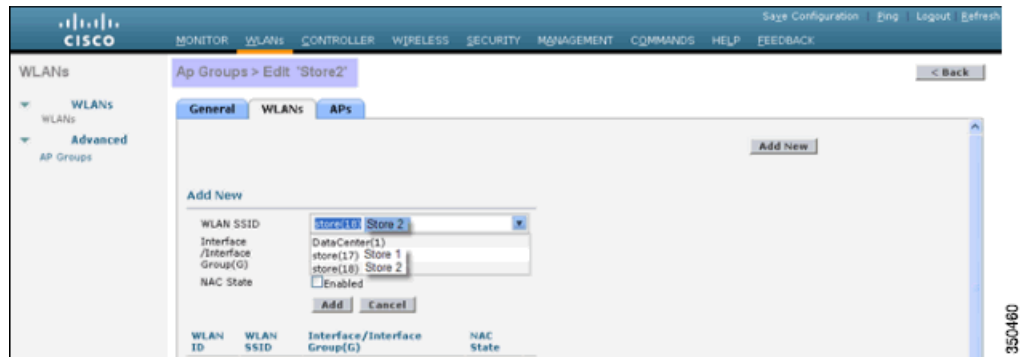 Save Configuration | Ping | Logout | Refresh
CISCO
MONITOR WLANs CONTROLLER WIRELESS SECURITY MANAGEMENT COMMANDS HELP FEEDBACK
WLANs
Ap Groups > Edit 'Store2'
< Back
WLANs
WLANs
Advanced
AP Groups
General WLANs APs
Add New
Add New
WLAN SSID store(18) Store 2
Interface /Interface Group(G)
DataCenter(1)
store(17) Store 1
store(18) Store 2
NAC State Enabled
Add Cancel
WLAN ID WLAN SSID Interface/Interface Group(G) NAC State
350460